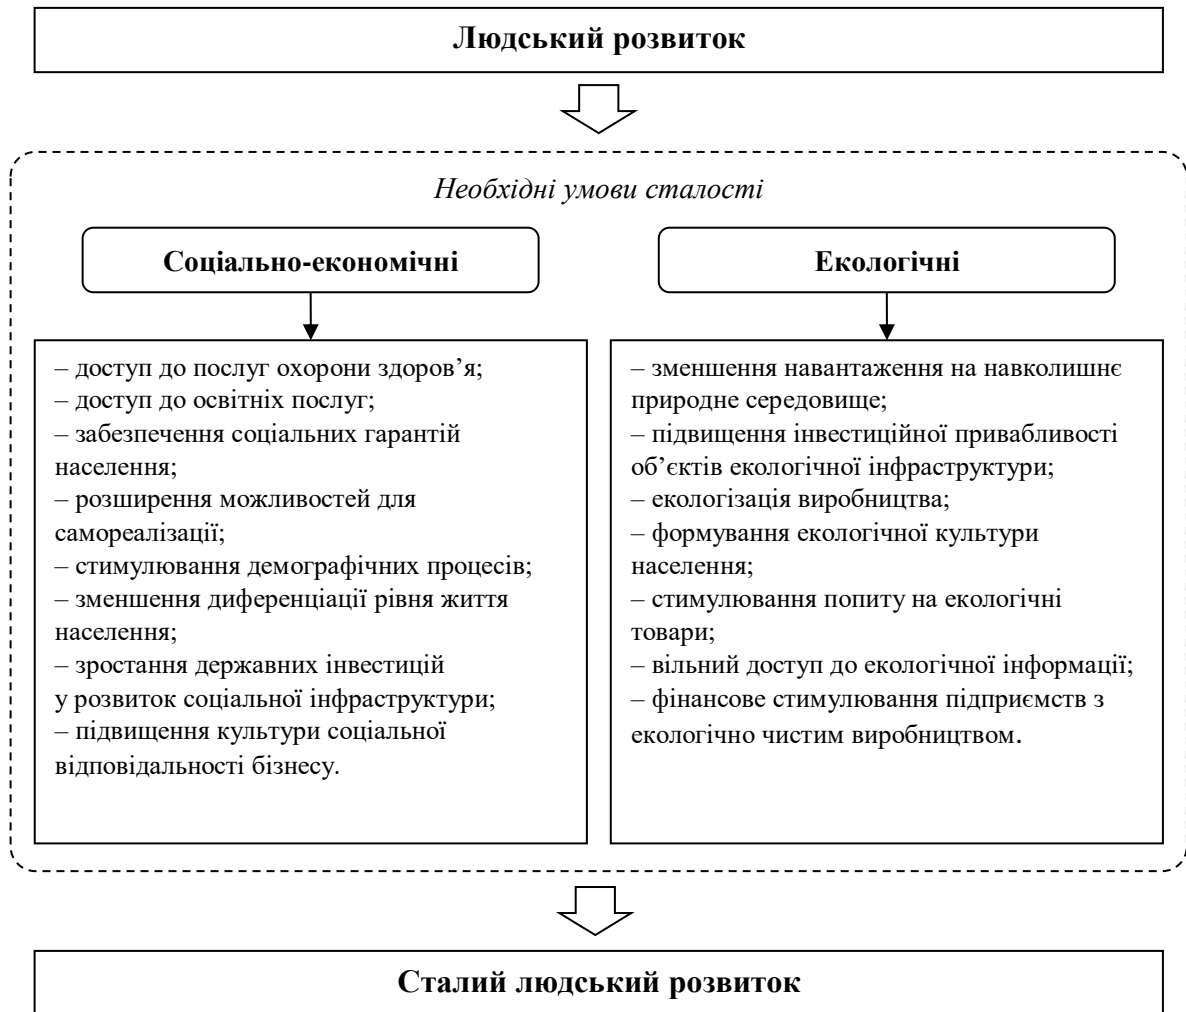 Людський розвиток
Необхідні умови сталості
Соціально-економічні
– доступ до послуг охорони здоров’я;
– доступ до освітніх послуг;
– забезпечення соціальних гарантій
населення;
– розширення можливостей для
самореалізації;
– стимулювання демографічних процесів;
– зменшення диференціації рівня життя
населення;
– зростання державних інвестицій
у розвиток соціальної інфраструктури;
– підвищення культури соціальної
відповідальності бізнесу.
Екологічні
– зменшення навантаження на навколишнє
природне середовище;
– підвищення інвестиційної привабливості
об’єктів екологічної інфраструктури;
– екологізація виробництва;
– формування екологічної культури
населення;
– стимулювання попиту на екологічні
товари;
– вільний доступ до екологічної інформації;
– фінансове стимулювання підприємств з
екологічно чистим виробництвом.
Сталий людський розвиток